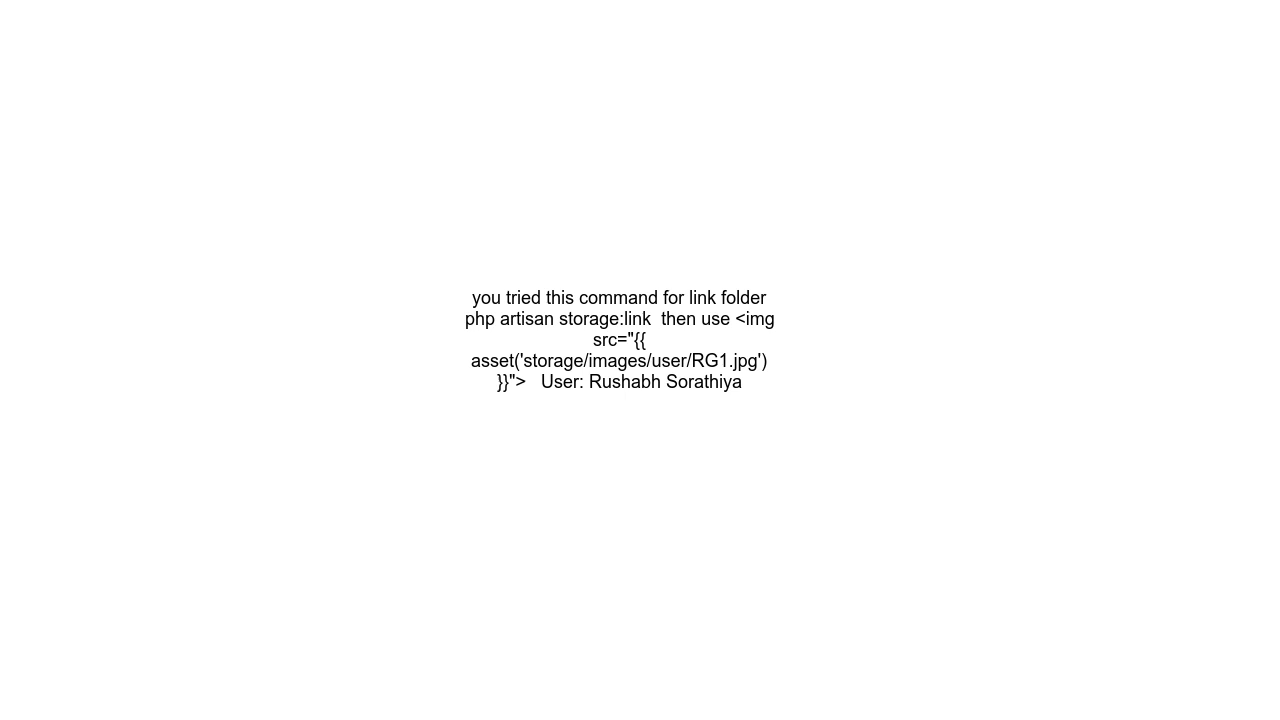 you tried this command for link folder
php artisan storage:link  then use <img
src="{{
asset('storage/images/user/RG1.jpg')
}}">   User: Rushabh Sorathiya